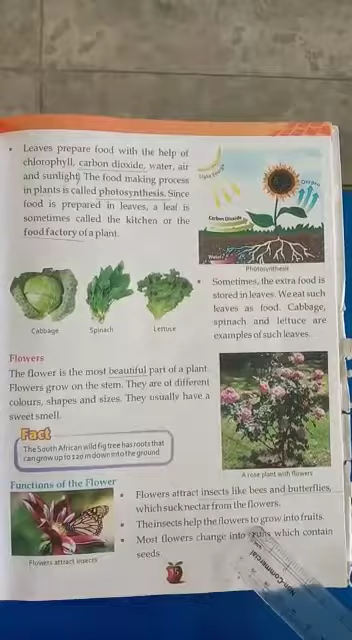 • Leaves prepare food with the help of
chlorophyll, carbon dioxide, water, air
and sunlight. The food making process
in plants is called photosynthesis. Since
food is prepared in leaves, a leaf is
sometimes called the kitchen or the
food factory of a plant.
Light Energy
Oxygen
Carbon Dioxide
Water
Photosynthesis
• Sometimes, the extra food is
stored in leaves. We eat such
leaves as food. Cabbage,
spinach and lettuce are
examples of such leaves.
Cabbage
Spinach
Lettuce
Flowers
The flower is the most beautiful part of a plant.
Flowers grow on the stem. They are of different
colours, shapes and sizes. They usually have a
sweet smell.
Fact
The South African wild fig tree has roots that
can grow up to 120 m down into the ground
A rose plant with flowers
Functions of the Flower
• Flowers attract insects like bees and butterflies,
which suck nectar from the flowers.
• The insects help the flowers to grow into fruits.
• Most flowers change into fruits which contain
seeds.
Flowers attract insects
Non-Commercial